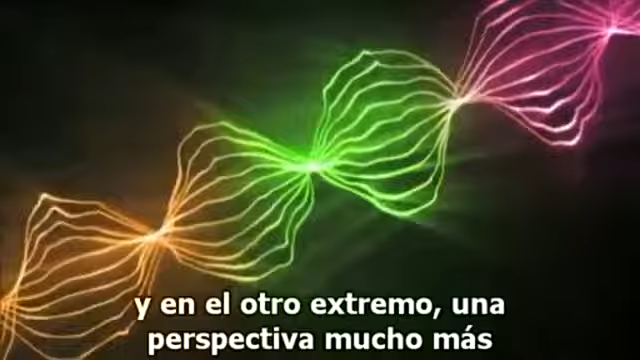 y en el otro extremo, una
perspectiva mucho más